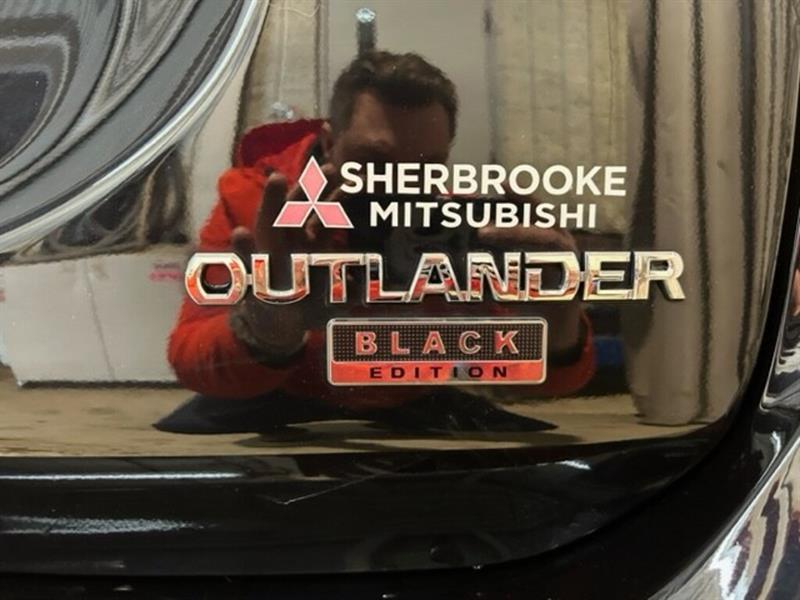 SHERBROOKE
MITSUBISHI
OUTLANDER
BLACK
EDITION